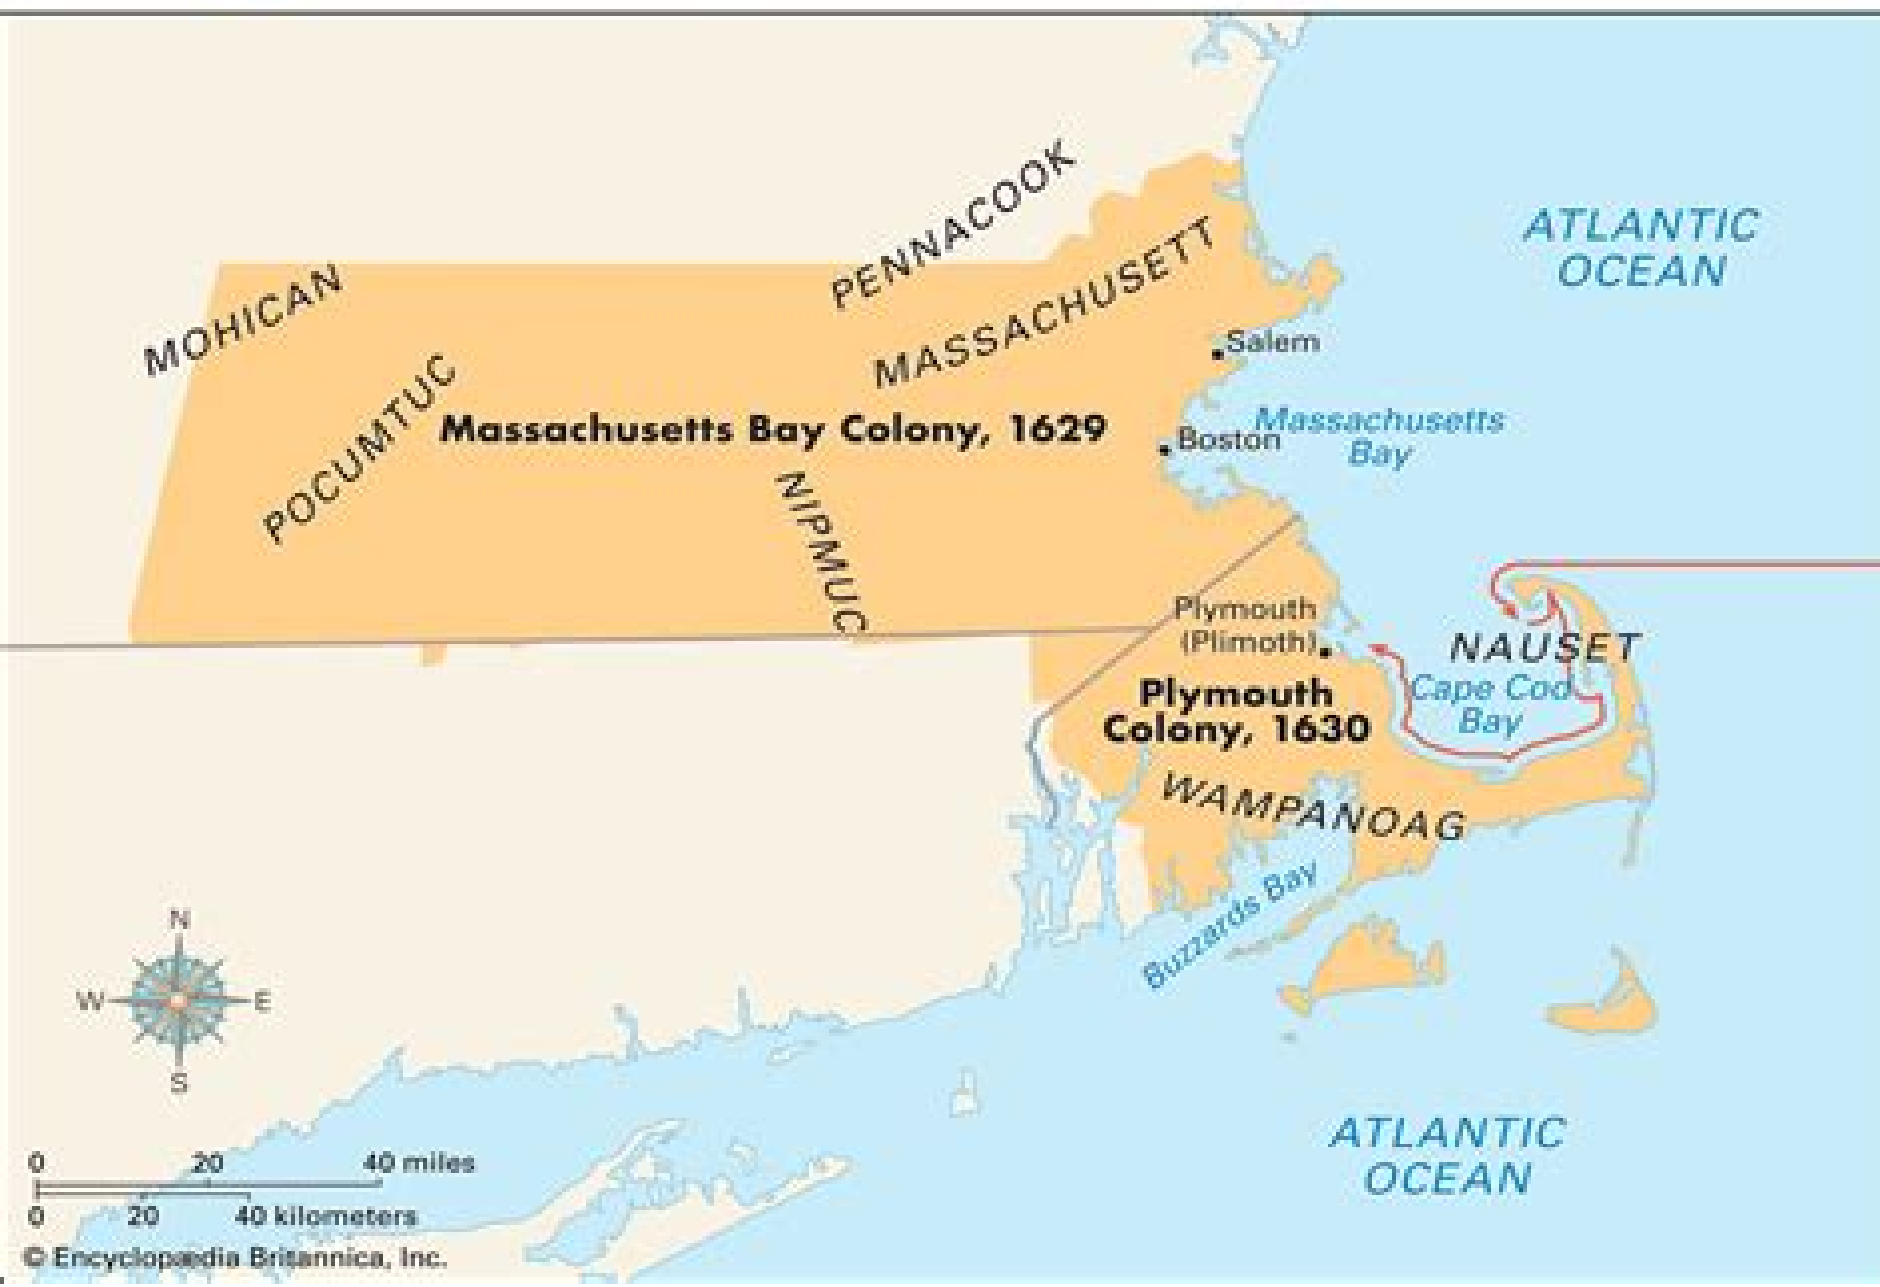 PENNACOOK
ATLANTIC
OCEAN
MOHICAN
MASSACHUSETT
Salem
POCUMTUC
Massachusetts Bay Colony, 1629
Massachusetts
Bay
Boston
NIPMUC
Plymouth
(Plimoth)
NAUSET
Cape Cod
Bay
Plymouth
Colony, 1630
WAMPANOAG
Buzzards Bay
N
W
E
S
ATLANTIC
OCEAN
0 20 40 miles
0 20 40 kilometers
© Encyclopædia Britannica, Inc.